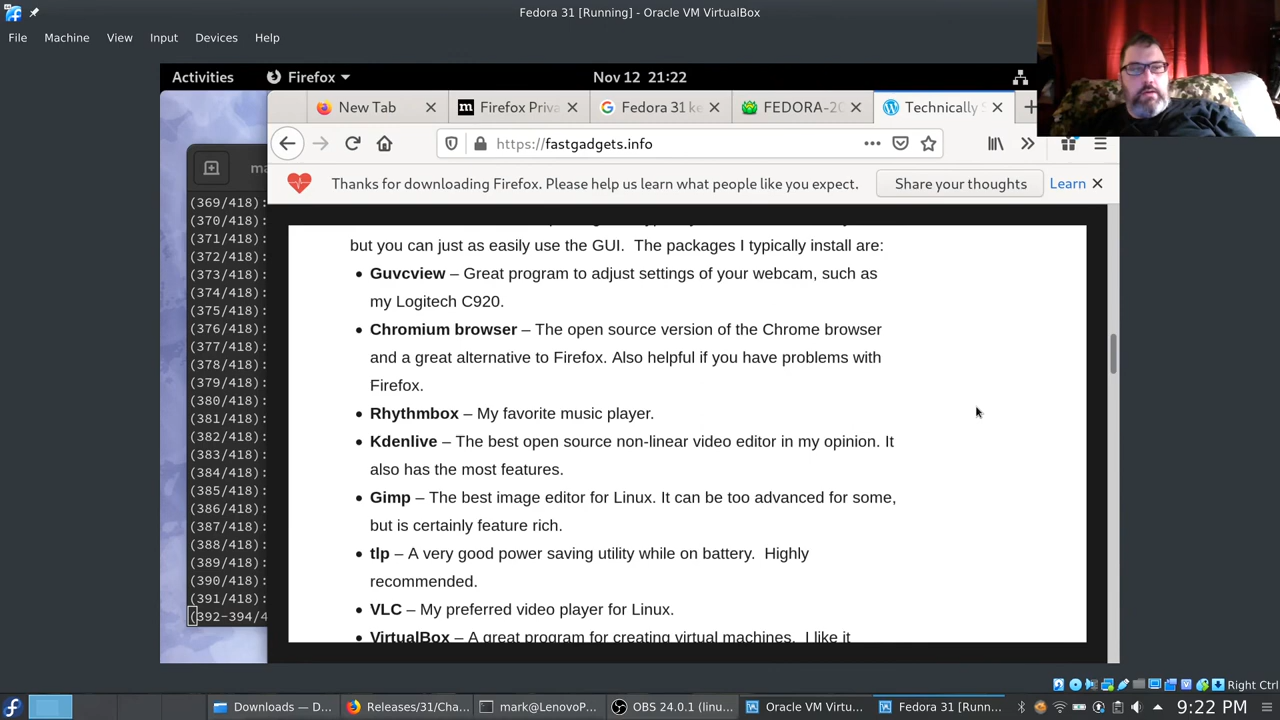 Fedora 31 [Running] - Oracle VM VirtualBox
File Machine View Input Devices Help
Activities Firefox Nov 12 21:22
New Tab Firefox Priva Fedora 31 ke FEDORA-20 Technically S
https://fastgadgets.info
Thanks for downloading Firefox. Please help us learn what people like you expect. Share your thoughts Learn
(369/418):
(370/418):
(371/418):
(372/418):
(373/418):
(374/418):
(375/418):
(376/418):
(377/418):
(378/418):
(379/418):
(380/418):
(381/418):
(382/418):
(383/418):
(384/418):
(385/418):
(386/418):
(387/418):
(388/418):
(389/418):
(390/418):
(391/418):
(392-394/4
but you can just as easily use the GUI. The packages I typically install are:
• Guvcview – Great program to adjust settings of your webcam, such as
my Logitech C920.
• Chromium browser – The open source version of the Chrome browser
and a great alternative to Firefox. Also helpful if you have problems with
Firefox.
• Rhythmbox – My favorite music player.
• Kdenlive – The best open source non-linear video editor in my opinion. It
also has the most features.
• Gimp – The best image editor for Linux. It can be too advanced for some,
but is certainly feature rich.
• tlp – A very good power saving utility while on battery. Highly
recommended.
• VLC – My preferred video player for Linux.
• VirtualBox – A great program for creating virtual machines. I like it
Right Ctrl
Downloads — D... Releases/31/Cha... mark@LenovoP... OBS 24.0.1 (linu... Oracle VM Virtu... Fedora 31 [Runn... 9:22 PM